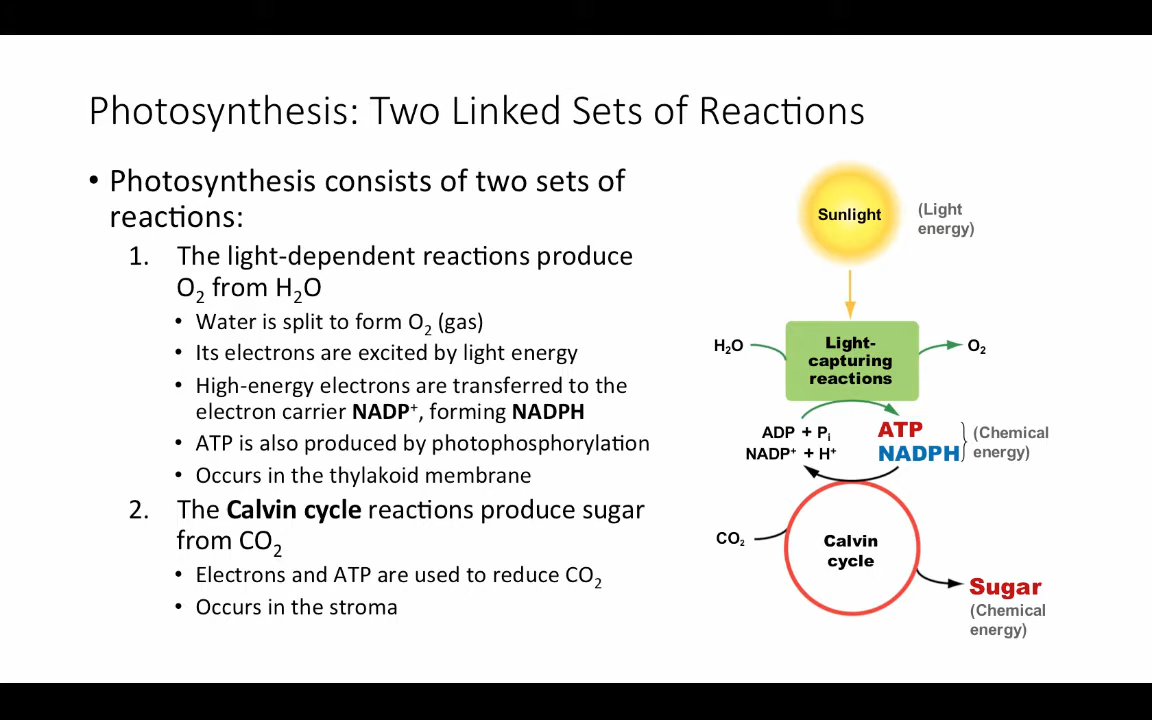 Photosynthesis: Two Linked Sets of Reactions
• Photosynthesis consists of two sets of
reactions:
1. The light-dependent reactions produce
O₂ from H₂O
• Water is split to form O₂ (gas)
• Its electrons are excited by light energy
• High-energy electrons are transferred to the
electron carrier NADP⁺, forming NADPH
• ATP is also produced by photophosphorylation
• Occurs in the thylakoid membrane
2. The Calvin cycle reactions produce sugar
from CO₂
• Electrons and ATP are used to reduce CO₂
• Occurs in the stroma
Sunlight
(Light
energy)
H₂O
Light-
capturing
reactions
O₂
ADP + Pᵢ
NADP⁺ + H⁺
ATP
NADPH
(Chemical
energy)
CO₂
Calvin
cycle
Sugar
(Chemical
energy)